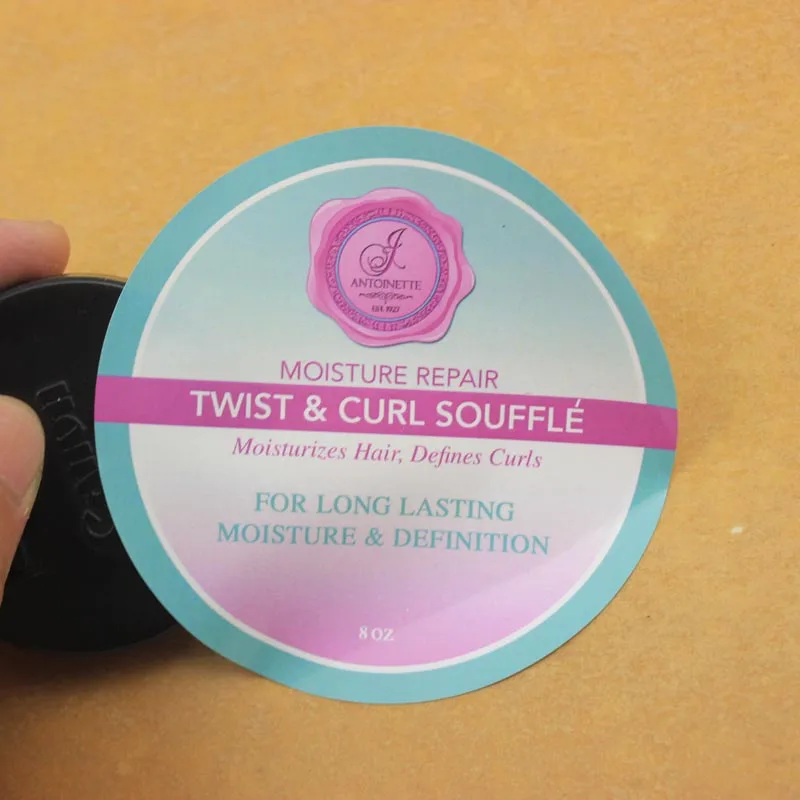 J
ANTOINETTE
EST. 1927
MOISTURE REPAIR
TWIST & CURL SOUFFLÉ
Moisturizes Hair, Defines Curls
FOR LONG LASTING
MOISTURE & DEFINITION
8 OZ